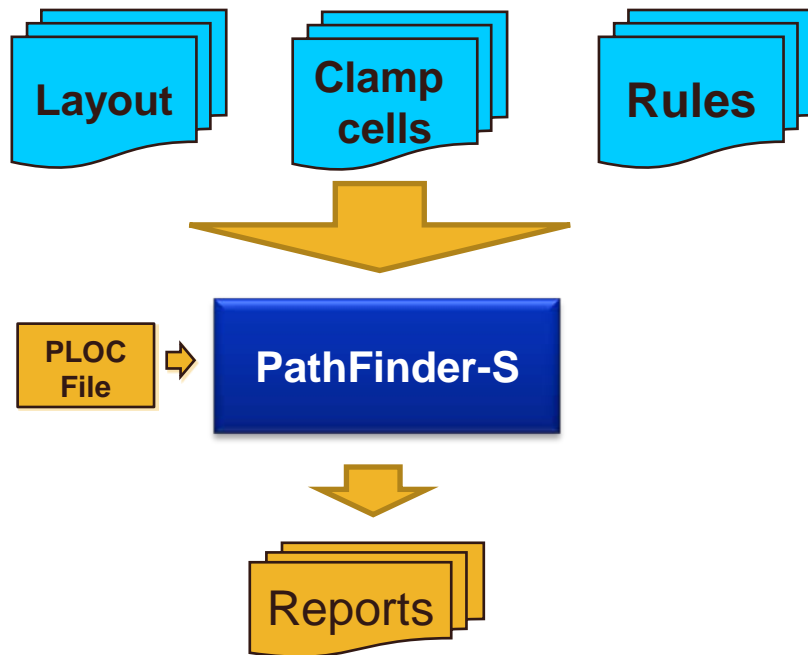 Layout
Clamp
cells
Rules
PLOC
File
PathFinder-S
Reports